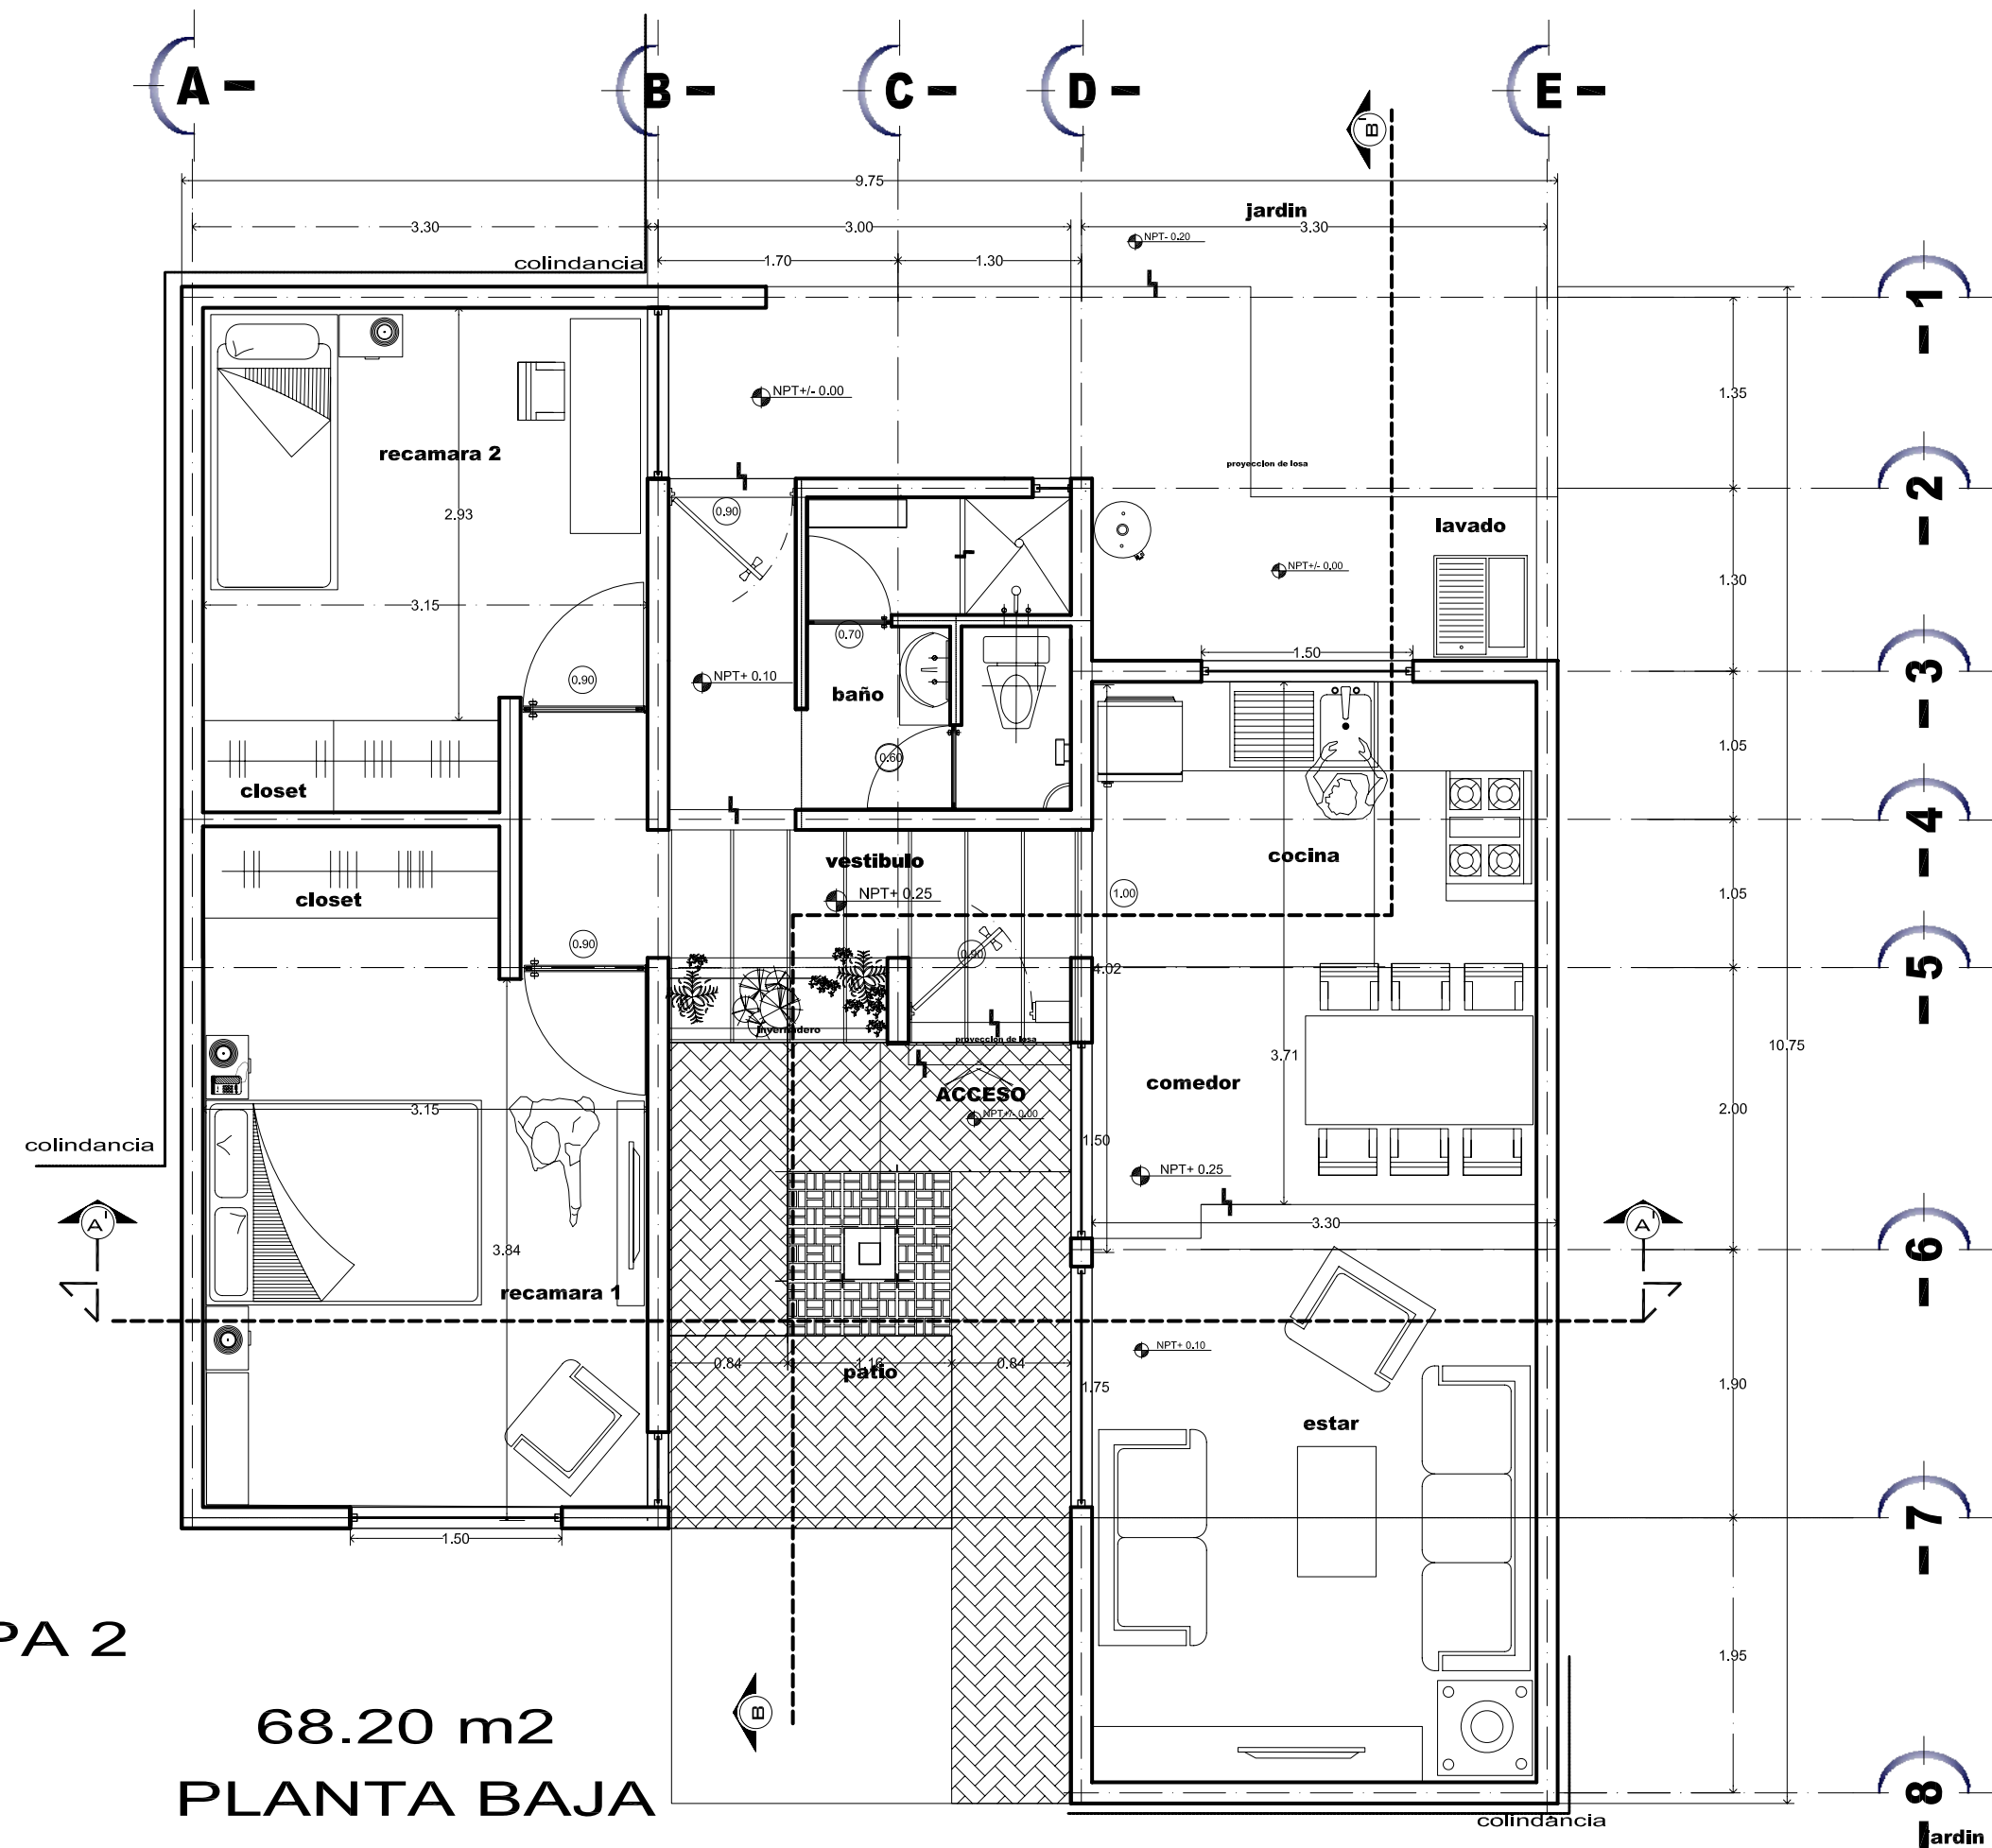 A -
B -
C -
D -
E -
B'
9.75
jardin
3.30
3.00
3.30
NPT- 0.20
colindancia
1.70
1.30
- 1
NPT+/- 0.00
1.35
recamara 2
proyeccion de losa
- 2
2.93
0.90
lavado
NPT+/- 0.00
1.30
3.15
0.70
1.50
- 3
0.90
NPT+ 0.10
baño
1.05
0.60
closet
- 4
vestibulo
cocina
closet
NPT+ 0.25
1.00
1.05
0.90
0.90
4.02
- 5
invernadero
proyeccion de losa
3.71
10.75
ACCESO
comedor
NPT+/- 0.00
3.15
2.00
colindancia
1.50
NPT+ 0.25
A'
3.30
A'
3.84
- 6
recamara 1
NPT+ 0.10
0.84
1.16
0.84
patio
1.75
1.90
estar
1.50
- 7
PA 2
1.95
B
68.20 m2
PLANTA BAJA
- 8
colindancia
jardin